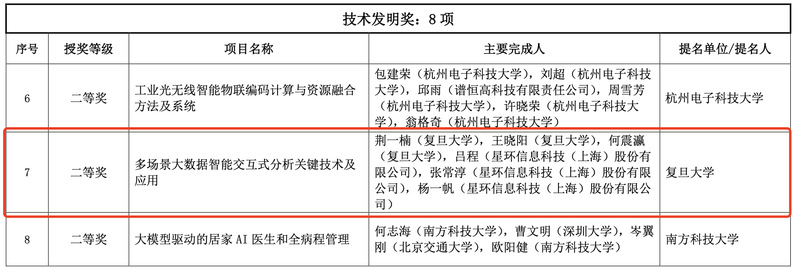 技术发明奖：8 项
序号 授奖等级 项目名称 主要完成人 提名单位/提名人
6 二等奖 工业光无线智能物联编码计算与资源融合
方法及系统
包建荣（杭州电子科技大学），刘超（杭州电子科技
大学），邱雨（谱恒高科技有限责任公司），周雪芳
（杭州电子科技大学），许晓荣（杭州电子科技大
学），翁格奇（杭州电子科技大学）
杭州电子科技大学
7 二等奖 多场景大数据智能交互式分析关键技术及
应用
荆一楠（复旦大学），王晓阳（复旦大学），何震瀛
（复旦大学），吕程（星环信息科技（上海）股份有
限公司），张常淳（星环信息科技（上海）股份有限
公司），杨一帆（星环信息科技（上海）股份有限公
司）
复旦大学
8 二等奖 大模型驱动的居家 AI 医生和全病程管理
何志海（南方科技大学），曹文明（深圳大学），岑翼
刚（北京交通大学），欧阳健（南方科技大学）
南方科技大学